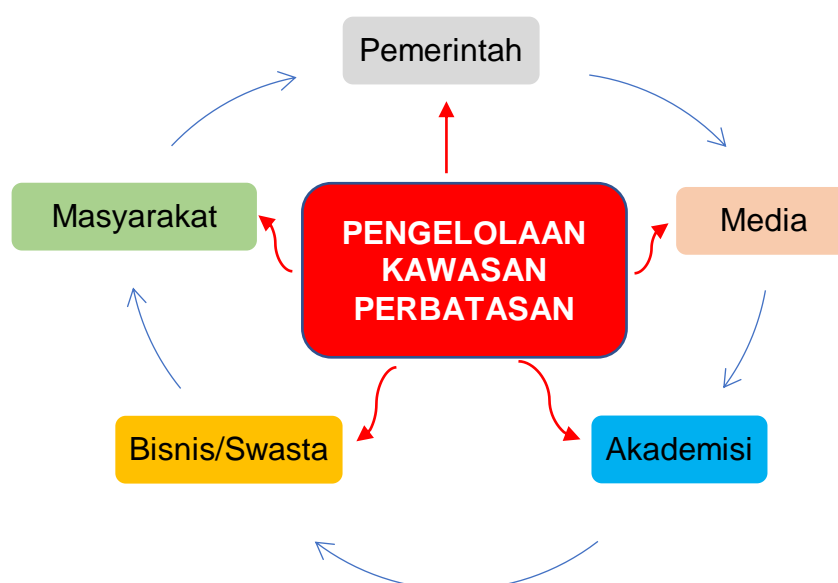 Pemerintah
Masyarakat
PENGELOLAAN
KAWASAN
PERBATASAN
Media
Bisnis/Swasta
Akademisi